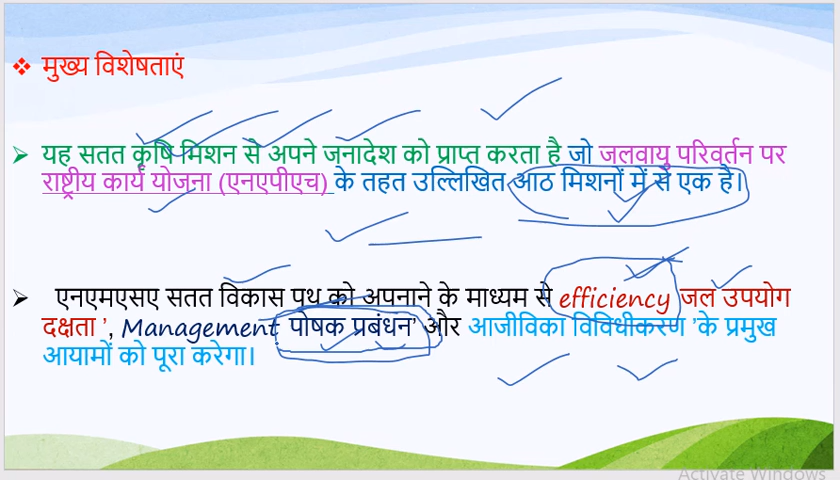 ❖ मुख्य विशेषताएं
➢ यह सतत कृषि मिशन से अपने जनादेश को प्राप्त करता है जो जलवायु परिवर्तन पर
राष्ट्रीय कार्य योजना (एनएपीएच) के तहत उल्लिखित आठ मिशनों में से एक है।
➢ एनएमएसए सतत विकास पथ को अपनाने के माध्यम से efficiency जल उपयोग
दक्षता ', Management पोषक प्रबंधन' और आजीविका विविधीकरण 'के प्रमुख
आयामों को पूरा करेगा।
Activate Windows